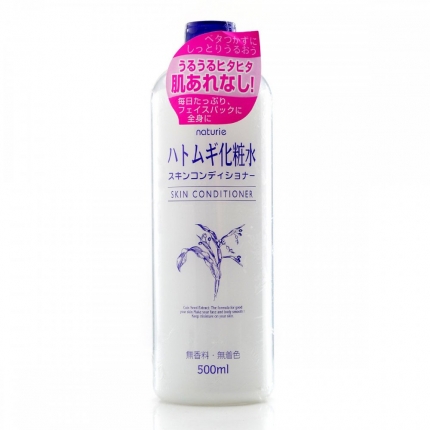 ベタつかずに
しっとりうるおう
うるうるヒタヒタ
肌あれなし!
毎日たっぷり、
フェイスパックに
全身に
naturie
ハトムギ化粧水
スキンコンディショナー
SKIN CONDITIONER
無香料・無着色
500ml